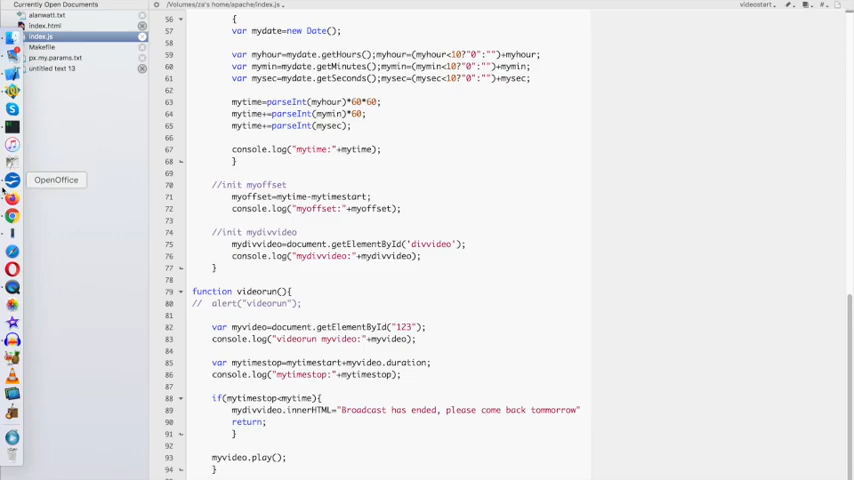 Currently Open Documents
/Volumes/za's home/apache/index.js
videostart
alanwatt.txt
index.html
index.js
Makefile
px.my.params.txt
untitled text 13
OpenOffice
56 {
57 var mydate=new Date();
58
59 var myhour=mydate.getHours();myhour=(myhour<10?"0":"")+myhour;
60 var mymin=mydate.getMinutes();mymin=(mymin<10?"0":"")+mymin;
61 var mysec=mydate.getSeconds();mysec=(mysec<10?"0":"")+mysec;
62
63 mytime=parseInt(myhour)*60*60;
64 mytime+=parseInt(mymin)*60;
65 mytime+=parseInt(mysec);
66
67 console.log("mytime:"+mytime);
68 }
69
70 //init myoffset
71 myoffset=mytime-mytimestart;
72 console.log("myoffset:"+myoffset);
73
74 //init mydivvideo
75 mydivvideo=document.getElementById('divvideo');
76 console.log("mydivvideo:"+mydivvideo);
77 }
78
79 function videorun(){
80 // alert("videorun");
81
82 var myvideo=document.getElementById("123");
83 console.log("videorun myvideo:"+myvideo);
84
85 var mytimestop=mytimestart+myvideo.duration;
86 console.log("mytimestop:"+mytimestop);
87
88 if(mytimestop<mytime){
89 mydivvideo.innerHTML="Broadcast has ended, please come back tommorrow"
90 return;
91 }
92
93 myvideo.play();
94 }